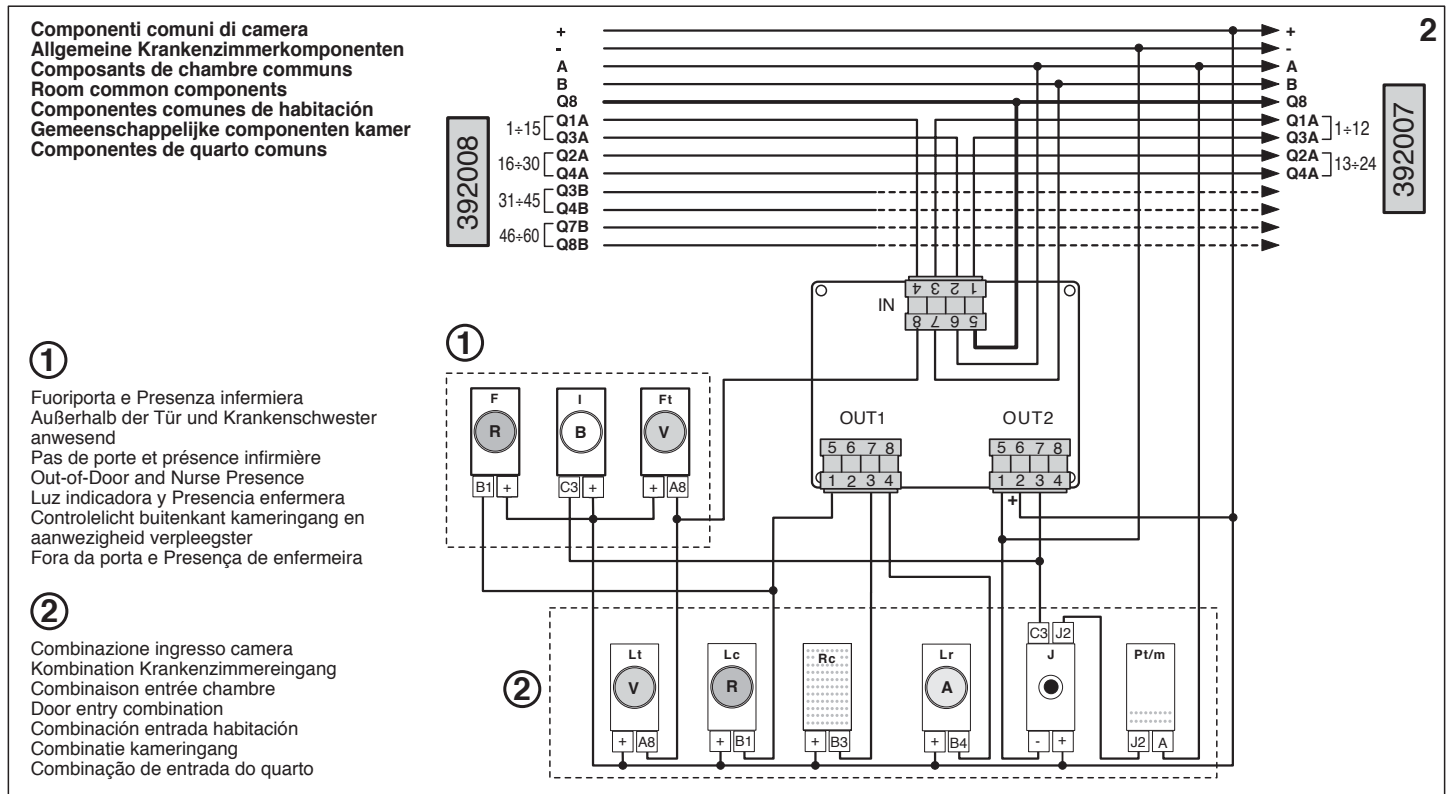 Componenti comuni di camera
Allgemeine Krankenzimmerkomponenten
Composants de chambre communs
Room common components
Componentes comunes de habitación
Gemeenschappelijke componenten kamer
Componentes de quarto comuns
2
+ +
- -
A A
B B
Q8 Q8
Q1A Q1A
1÷15 1÷12
Q3A Q3A
Q2A Q2A
16÷30 13÷24
Q4A Q4A
Q3B
31÷45
Q4B
Q7B
46÷60
Q8B
392008
392007
4 3 2 1
IN
8 7 6 5
1
Fuoriporta e Presenza infermiera
Außerhalb der Tür und Krankenschwester
anwesend
Pas de porte et présence infirmière
Out-of-Door and Nurse Presence
Luz indicadora y Presencia enfermera
Controlelicht buitenkant kameringang en
aanwezigheid verpleegster
Fora da porta e Presença de enfermeira
1
F I Ft
R B V
B1 + C3 + + A8
OUT1 OUT2
5 6 7 8 5 6 7 8
1 2 3 4 1 2 3 4
+
2
Combinazione ingresso camera
Kombination Krankenzimmereingang
Combinaison entrée chambre
Door entry combination
Combinación entrada habitación
Combinatie kameringang
Combinação de entrada do quarto
2
C3 J2
Lt Lc Rc Lr J Pt/m
V R A
+ A8 + B1 + B3 + B4 - + J2 A